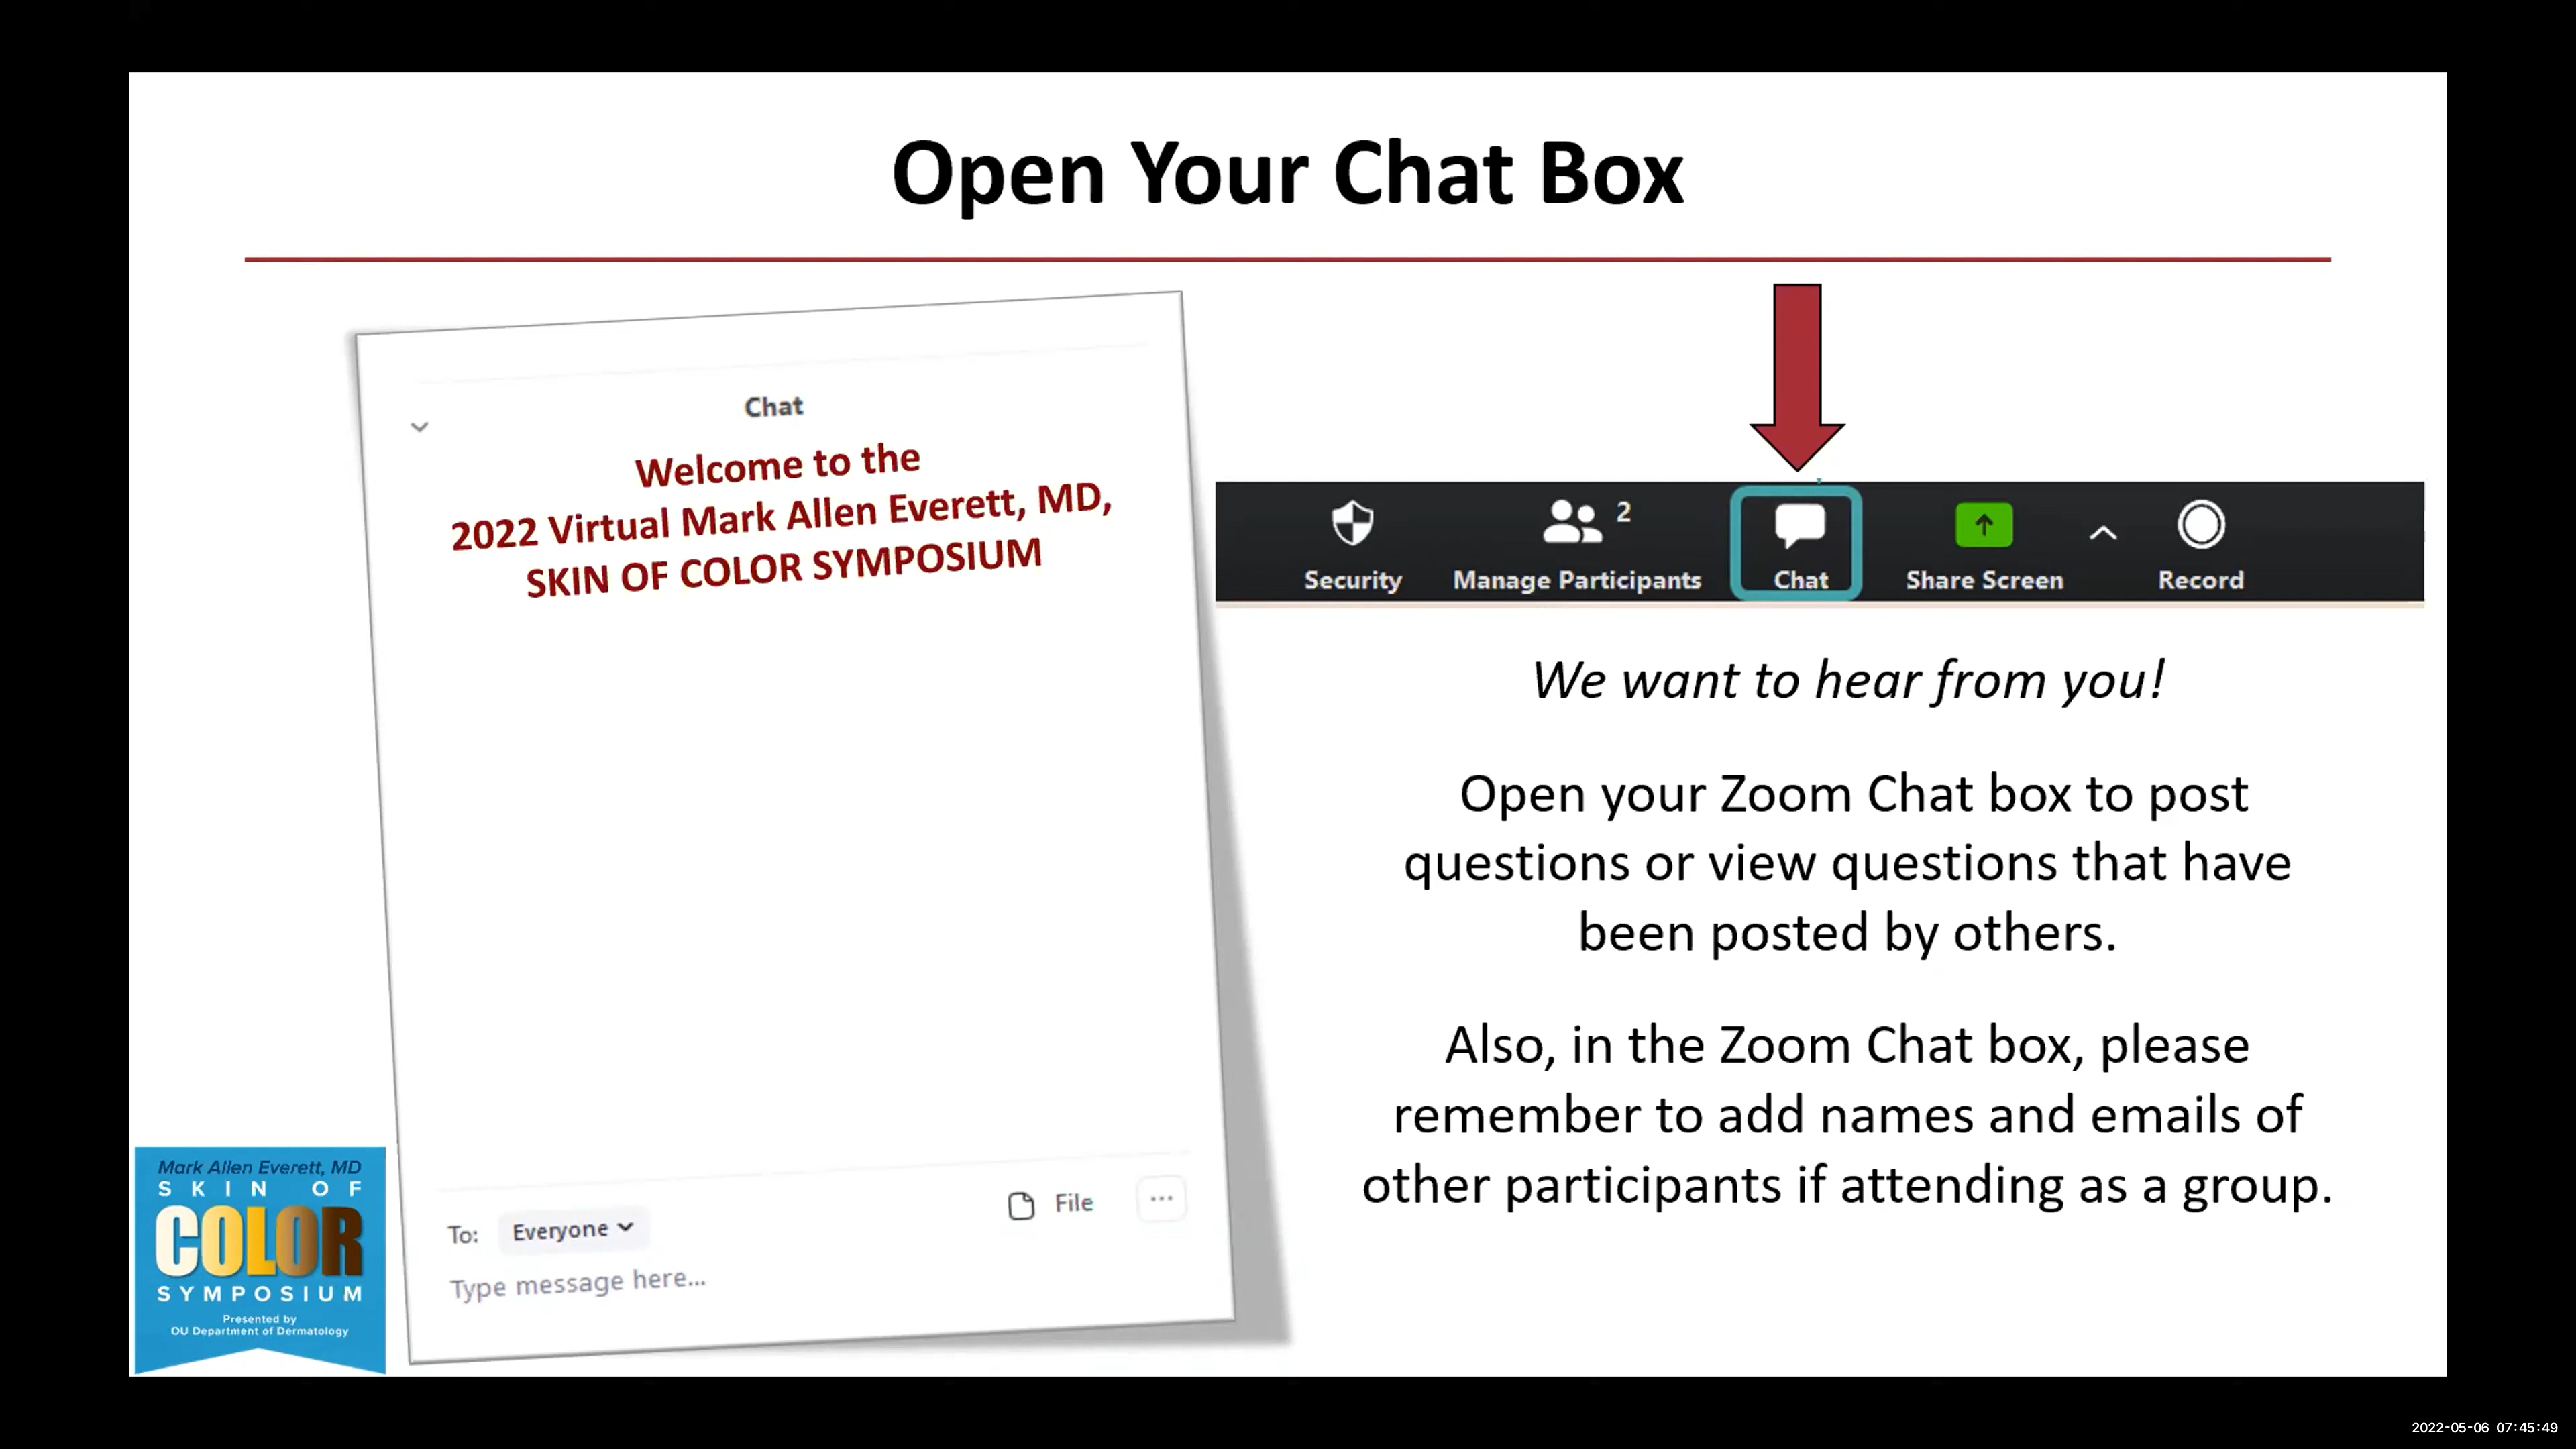 Open Your Chat Box
Chat
Welcome to the
2022 Virtual Mark Allen Everett, MD,
SKIN OF COLOR SYMPOSIUM
To: Everyone
File
...
Type message here...
Security
Manage Participants
2
Chat
Share Screen
Record
We want to hear from you!
Open your Zoom Chat box to post
questions or view questions that have
been posted by others.
Also, in the Zoom Chat box, please
remember to add names and emails of
other participants if attending as a group.
Mark Allen Everett, MD
SKIN OF
COLOR
SYMPOSIUM
Presented by
OU Department of Dermatology
2022-05-06 07:45:49